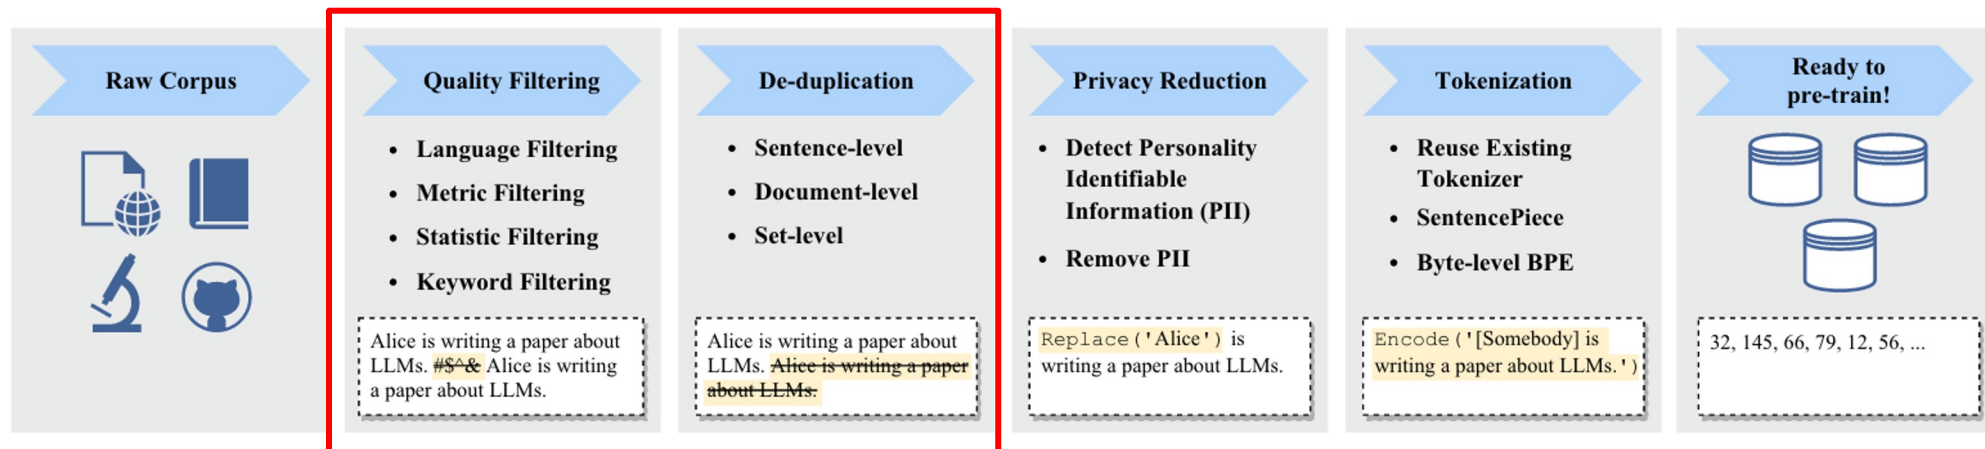 Raw Corpus
Quality Filtering
• Language Filtering
• Metric Filtering
• Statistic Filtering
• Keyword Filtering
Alice is writing a paper about
LLMs. #$^& Alice is writing
a paper about LLMs.
De-duplication
• Sentence-level
• Document-level
• Set-level
Alice is writing a paper about
LLMs. Alice is writing a paper
about LLMs.
Privacy Reduction
• Detect Personality
Identifiable
Information (PII)
• Remove PII
Replace('Alice') is
writing a paper about LLMs.
Tokenization
• Reuse Existing
Tokenizer
• SentencePiece
• Byte-level BPE
Encode('[Somebody] is
writing a paper about LLMs.')
Ready to
pre-train!
32, 145, 66, 79, 12, 56, ...